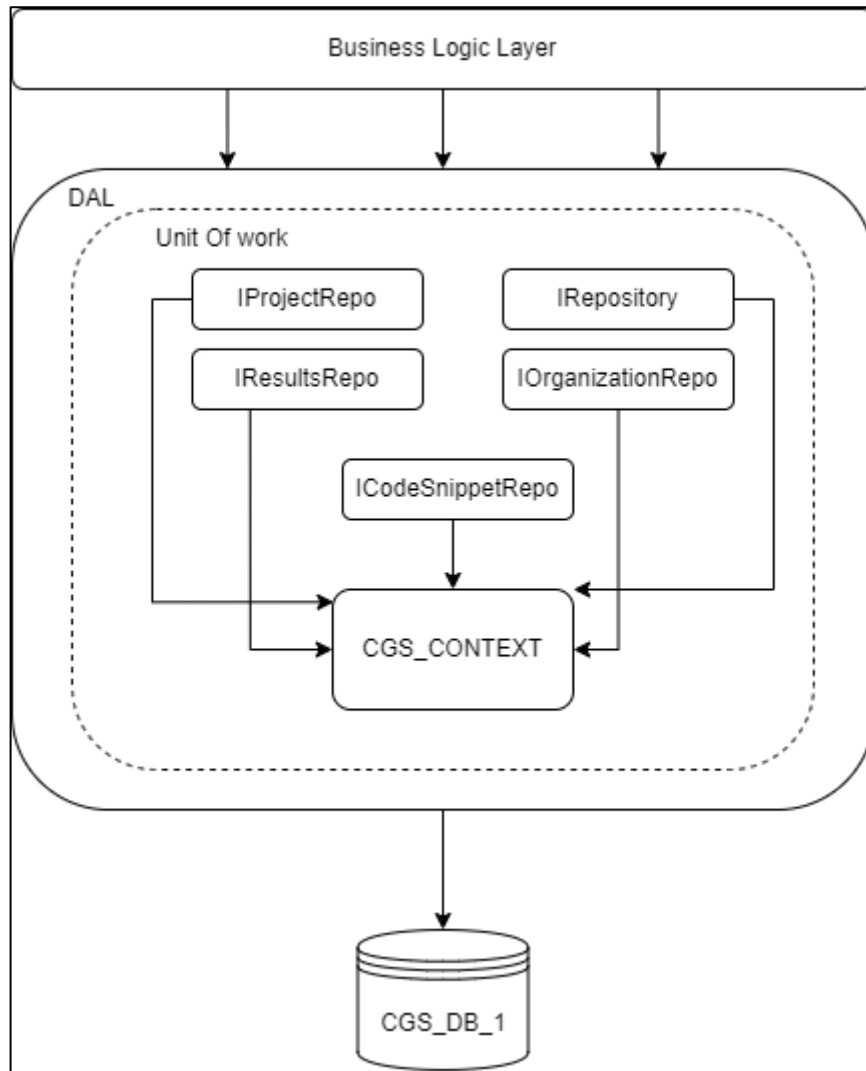 Business Logic Layer
DAL
Unit Of work
IProjectRepo
IRepository
IResultsRepo
IOrganizationRepo
ICodeSnippetRepo
CGS_CONTEXT
CGS_DB_1